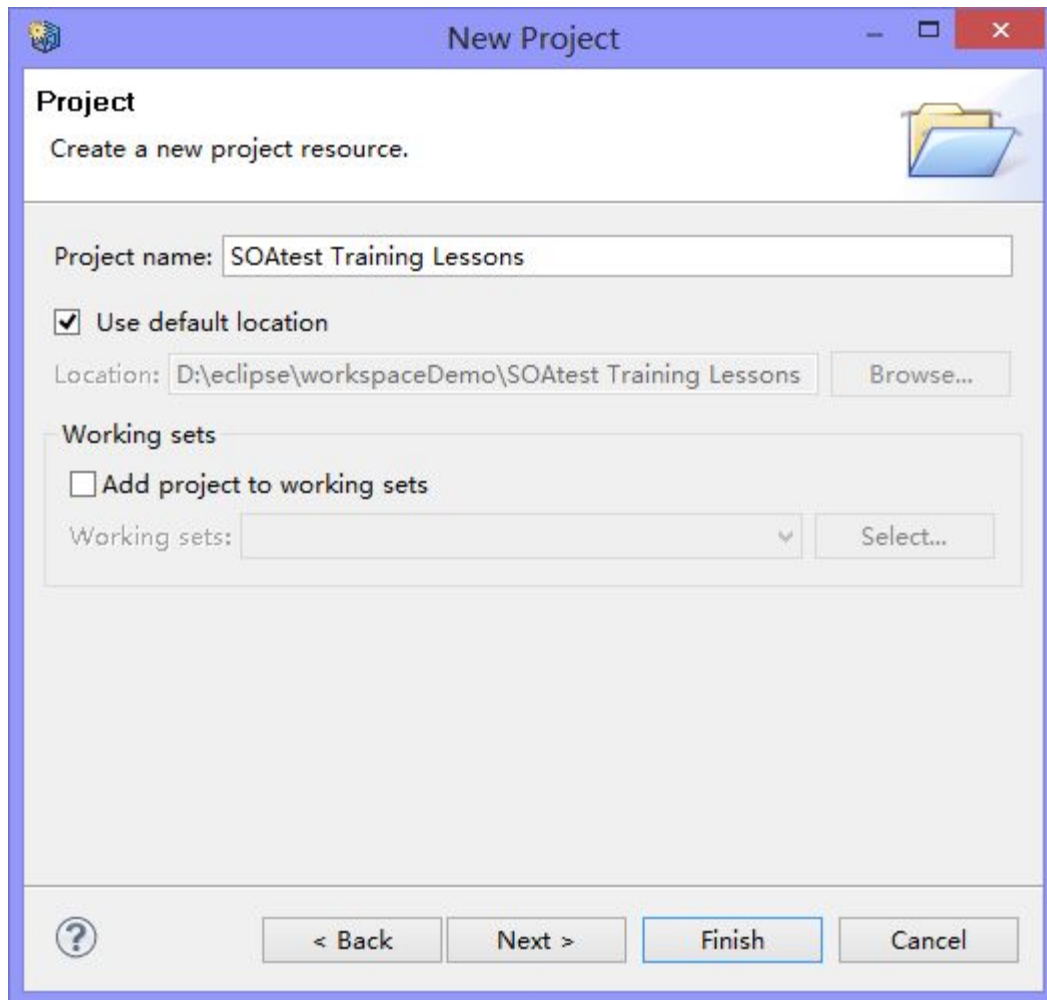 New Project
Project
Create a new project resource.
Project name: SOAtest Training Lessons
Use default location
Location: D:\eclipse\workspaceDemo\SOAtest Training Lessons Browse...
Working sets
Add project to working sets
Working sets: Select...
? < Back Next > Finish Cancel